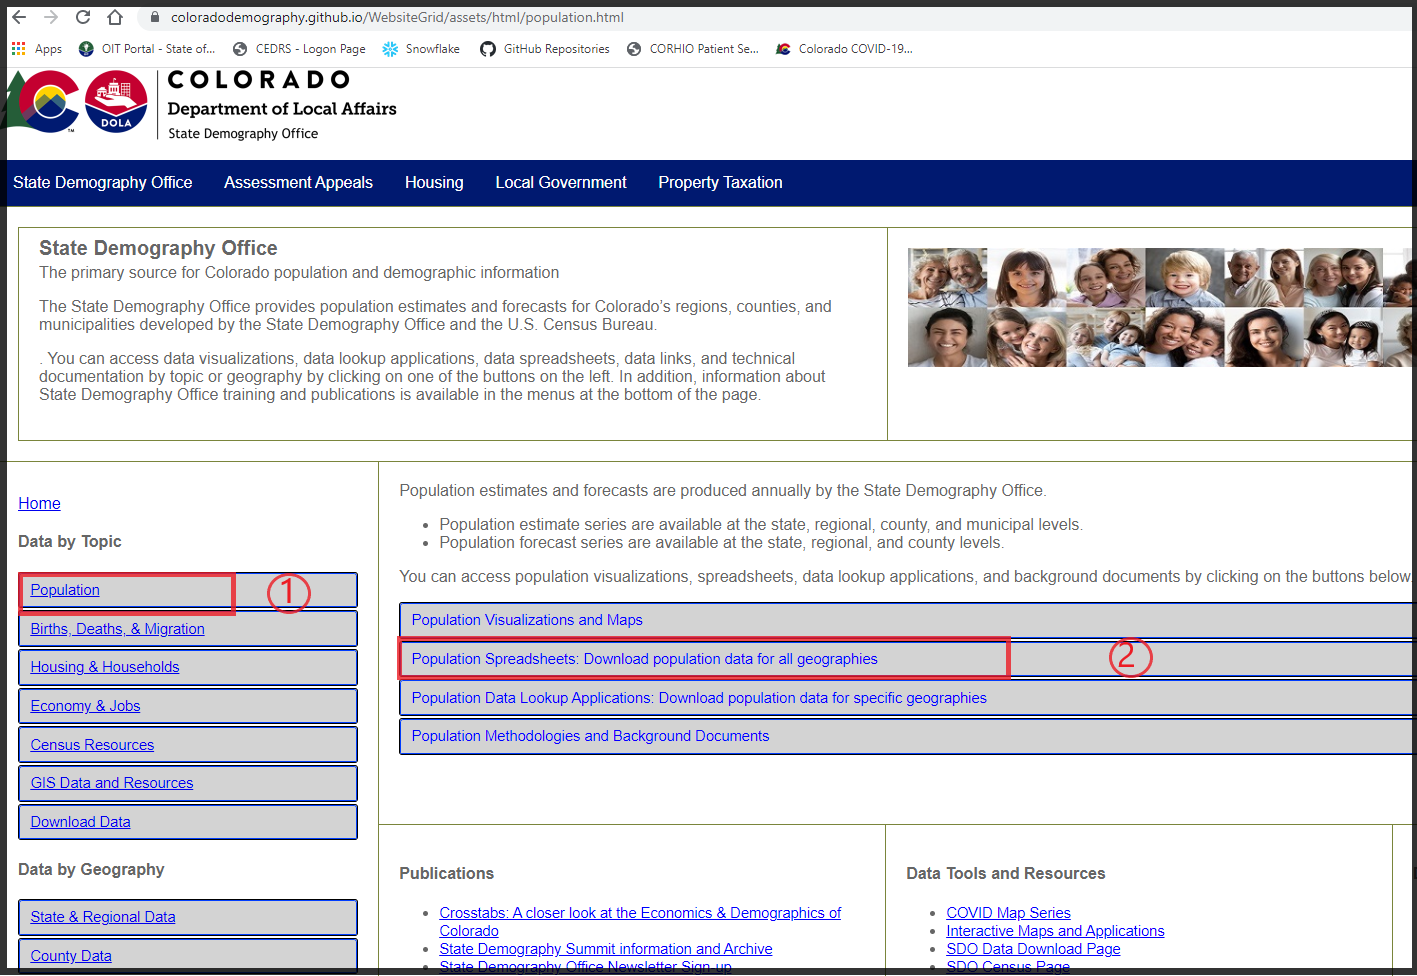 coloradodemography.github.io/WebsiteGrid/assets/html/population.html
Apps OIT Portal - State of... CEDRS - Logon Page Snowflake GitHub Repositories CORHIO Patient Se... Colorado COVID-19...
COLORADO
Department of Local Affairs
State Demography Office
DOLA
TM
State Demography Office Assessment Appeals Housing Local Government Property Taxation
State Demography Office
The primary source for Colorado population and demographic information
The State Demography Office provides population estimates and forecasts for Colorado’s regions, counties, and
municipalities developed by the State Demography Office and the U.S. Census Bureau.
. You can access data visualizations, data lookup applications, data spreadsheets, data links, and technical
documentation by topic or geography by clicking on one of the buttons on the left. In addition, information about
State Demography Office training and publications is available in the menus at the bottom of the page.
Home
Data by Topic
Population
1
Births, Deaths, & Migration
Housing & Households
Economy & Jobs
Census Resources
GIS Data and Resources
Download Data
Data by Geography
State & Regional Data
County Data
Population estimates and forecasts are produced annually by the State Demography Office.
• Population estimate series are available at the state, regional, county, and municipal levels.
• Population forecast series are available at the state, regional, and county levels.
You can access population visualizations, spreadsheets, data lookup applications, and background documents by clicking on the buttons below
Population Visualizations and Maps
Population Spreadsheets: Download population data for all geographies
2
Population Data Lookup Applications: Download population data for specific geographies
Population Methodologies and Background Documents
Publications
• Crosstabs: A closer look at the Economics & Demographics of
Colorado
• State Demography Summit information and Archive
• State Demography Office Newsletter Sign-up
Data Tools and Resources
• COVID Map Series
• Interactive Maps and Applications
• SDO Data Download Page
• SDO Census Page